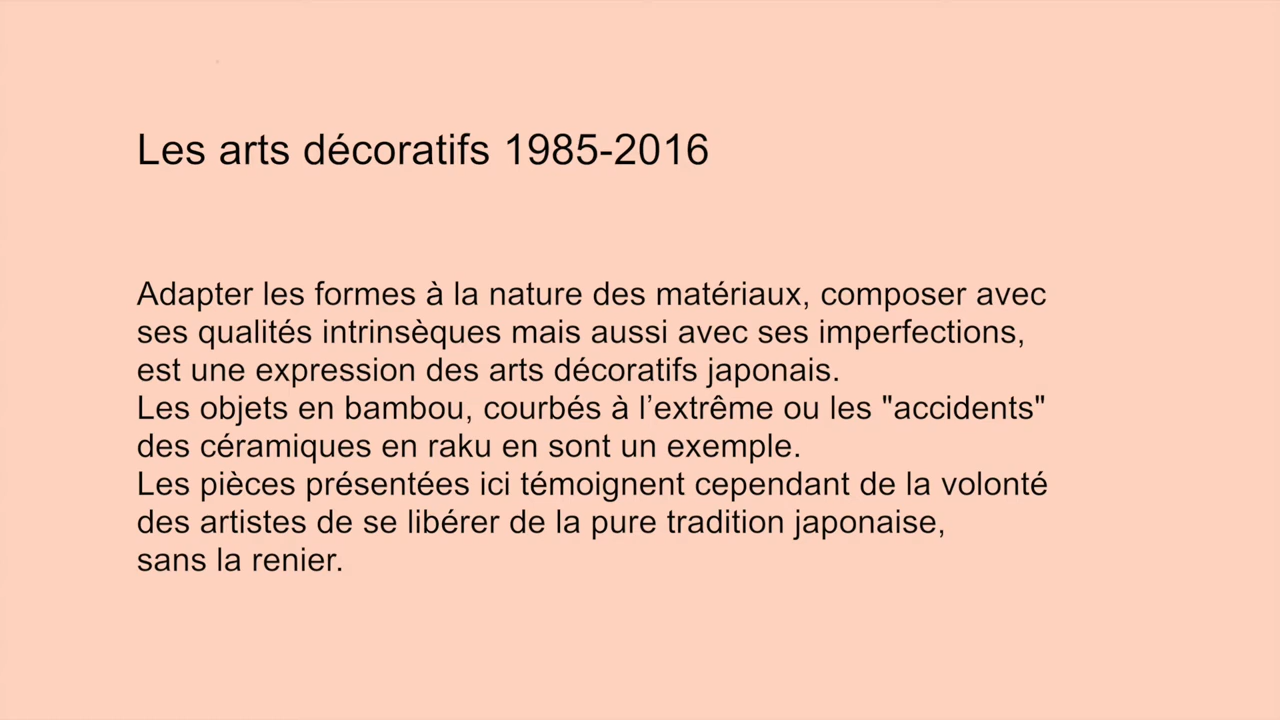 Les arts décoratifs 1985-2016
Adapter les formes à la nature des matériaux, composer avec
ses qualités intrinsèques mais aussi avec ses imperfections,
est une expression des arts décoratifs japonais.
Les objets en bambou, courbés à l’extrême ou les "accidents"
des céramiques en raku en sont un exemple.
Les pièces présentées ici témoignent cependant de la volonté
des artistes de se libérer de la pure tradition japonaise,
sans la renier.